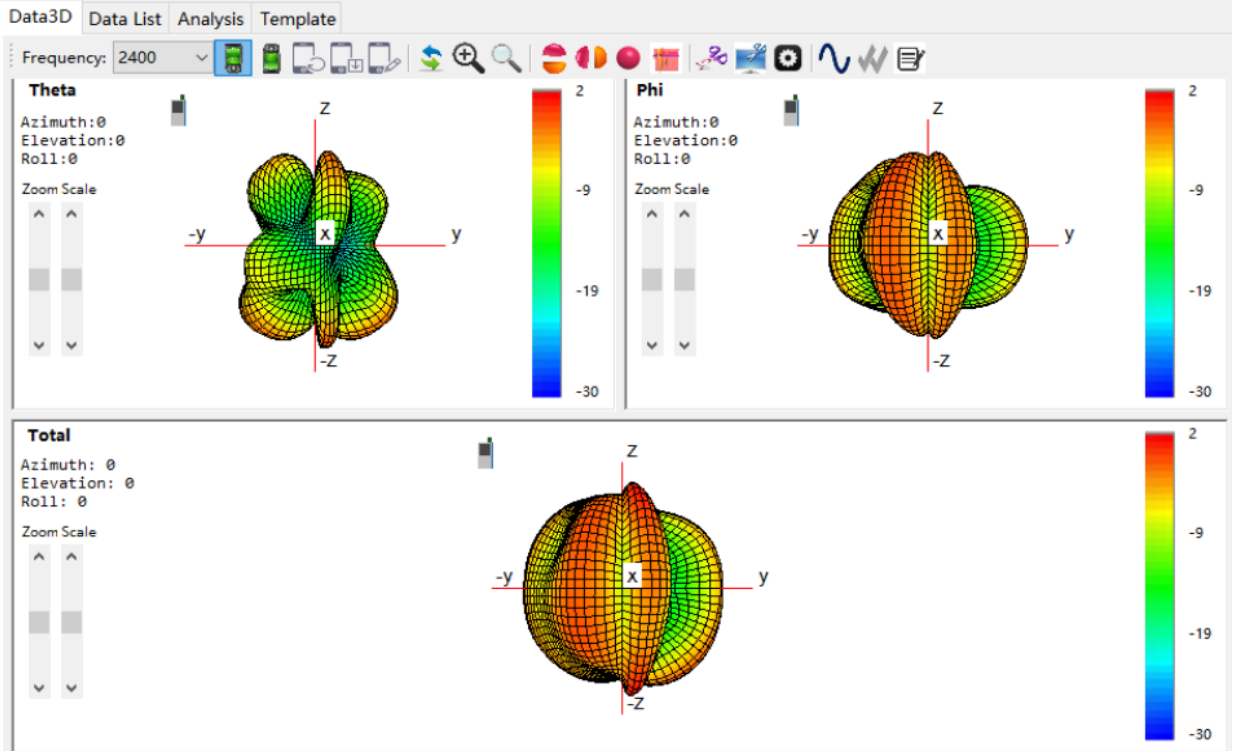 Data3D Data List Analysis Template
Frequency: 2400
Theta
Azimuth:0
Elevation:0
Roll:0
Zoom Scale
Z
-y
X
y
-Z
2
-9
-19
-30
Phi
Azimuth:0
Elevation:0
Roll:0
Zoom Scale
Z
-y
X
y
-Z
2
-9
-19
-30
Total
Azimuth: 0
Elevation: 0
Roll: 0
Zoom Scale
Z
-y
X
y
-Z
2
-9
-19
-30